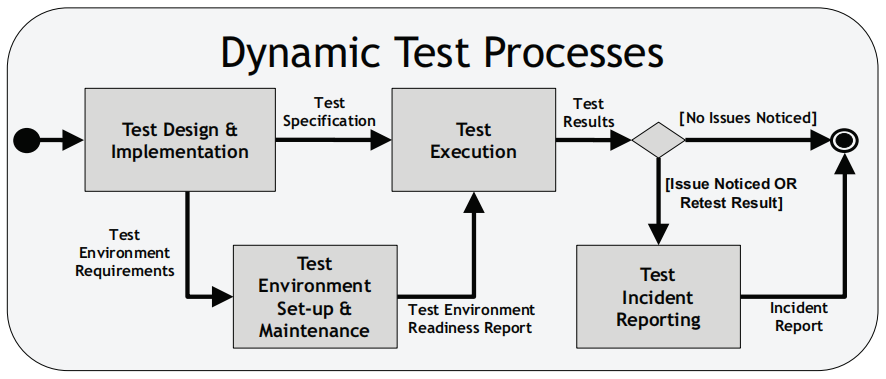 Dynamic Test Processes
Test Design &
Implementation
Test
Specification
Test
Execution
Test
Results
[No Issues Noticed]
[Issue Noticed OR
Retest Result]
Test
Environment
Requirements
Test
Environment
Set-up &
Maintenance
Test Environment
Readiness Report
Test
Incident
Reporting
Incident
Report